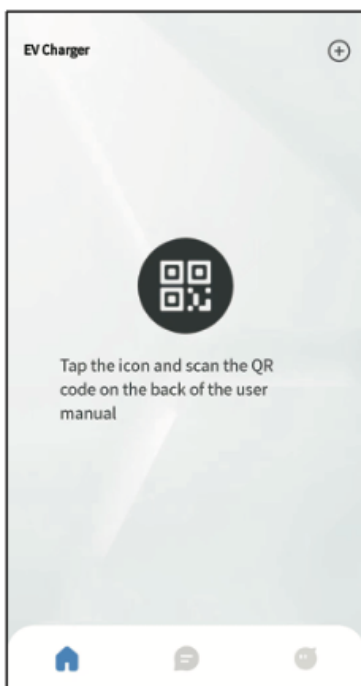 EV Charger
Tap the icon and scan the QR
code on the back of the user
manual